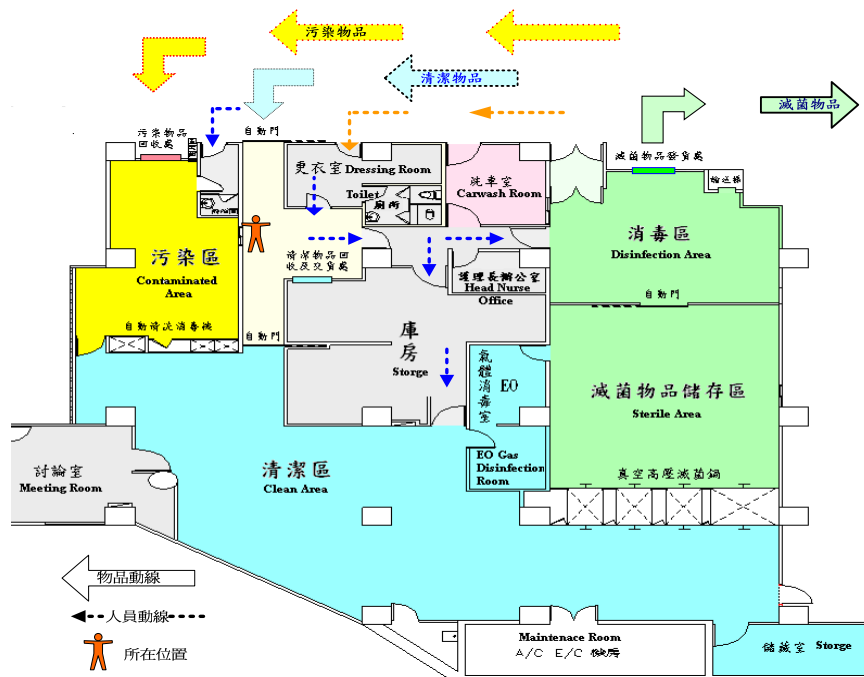 污染物品
清潔物品
滅菌物品
污染物品
回收處
自動門
滅菌物品發貨處
輸送梯
更衣室 Dressing Room
Toilet
廁所
洗車室
Carwash Room
污染區
Contaminated
Area
清潔物品回
收及交貨處
消毒區
Disinfection Area
護理長辦公室
Head Nurse
Office
自動門
自動清洗消毒機
自動門
庫
房
Storge
氣體消毒室
EO
滅菌物品儲存區
Sterile Area
EO Gas
Disinfection
Room
真空高壓滅菌鍋
討論室
Meeting Room
清潔區
Clean Area
物品動線
人員動線
所在位置
Maintenace Room
A/C E/C 機房
儲藏室 Storge